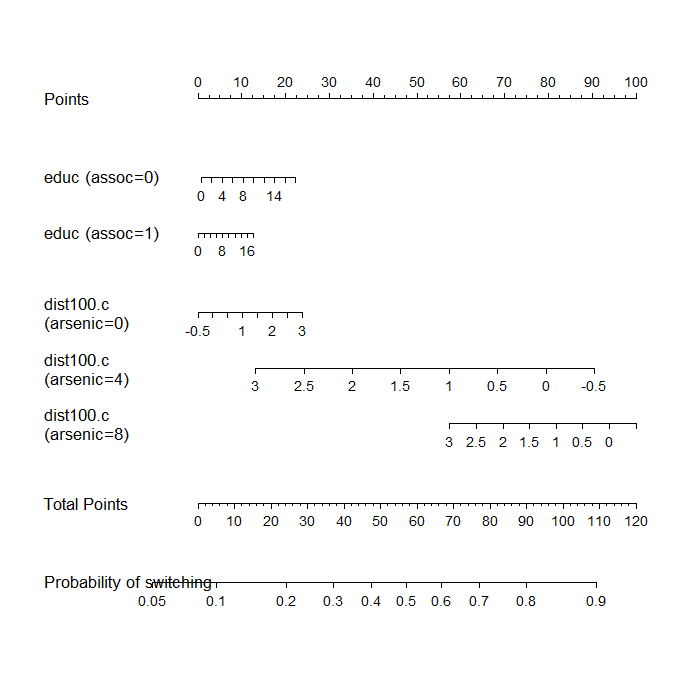 0 10 20 30 40 50 60 70 80 90 100
Points
educ (assoc=0)
0 4 8 14
educ (assoc=1)
0 8 16
dist100.c
(arsenic=0)
-0.5 1 2 3
dist100.c
(arsenic=4)
3 2.5 2 1.5 1 0.5 0 -0.5
dist100.c
(arsenic=8)
3 2.5 2 1.5 1 0.5 0
Total Points
0 10 20 30 40 50 60 70 80 90 100 110 120
Probability of switching
0.05 0.1 0.2 0.3 0.4 0.5 0.6 0.7 0.8 0.9